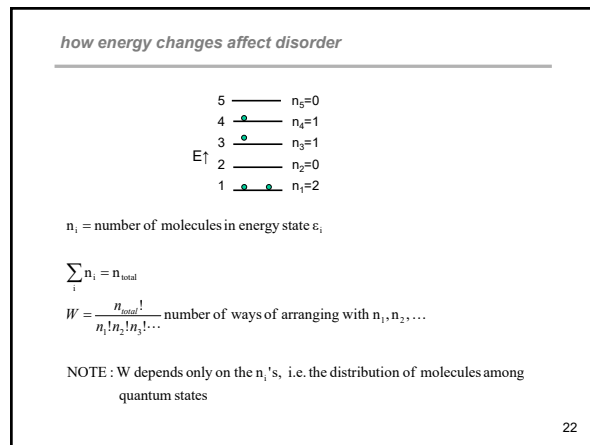 how energy changes affect disorder
5 n₅=0
4 n₄=1
3 n₃=1
E↑
2 n₂=0
1 n₁=2
nᵢ = number of molecules in energy state εᵢ
∑ᵢ nᵢ = n_total
W = n_total! / n₁!n₂!n₃!⋯ number of ways of arranging with n₁, n₂, …
NOTE : W depends only on the nᵢ's, i.e. the distribution of molecules among
quantum states
22